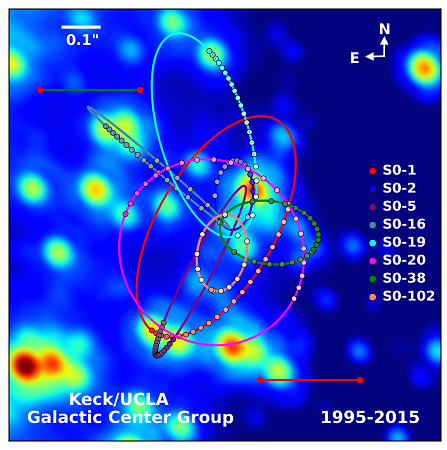 0.1"
N
E
S0-1
S0-2
S0-5
S0-16
S0-19
S0-20
S0-38
S0-102
Keck/UCLA
Galactic Center Group
1995-2015